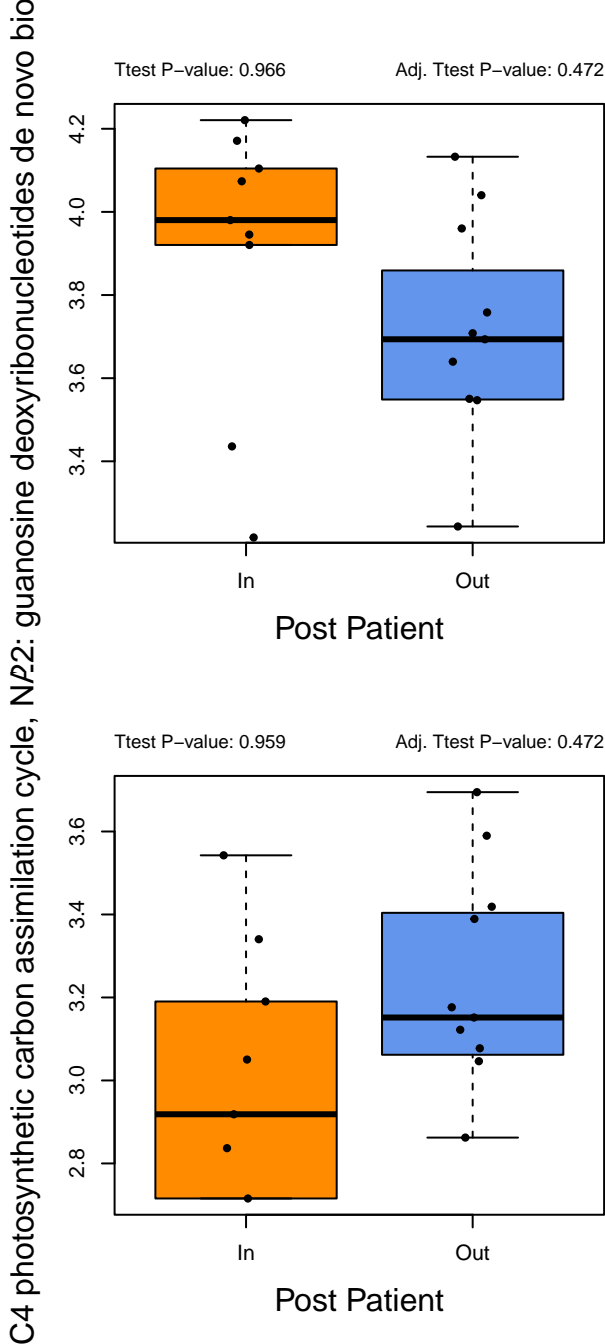 Ttest P−value: 0.966 Adj. Ttest P−value: 0.472
4.2
4.0
3.8
3.6
3.4
In Out
Post Patient
guanosine deoxyribonucleotides de novo bio
Ttest P−value: 0.959 Adj. Ttest P−value: 0.472
3.6
3.4
3.2
3.0
2.8
In Out
Post Patient
C4 photosynthetic carbon assimilation cycle,